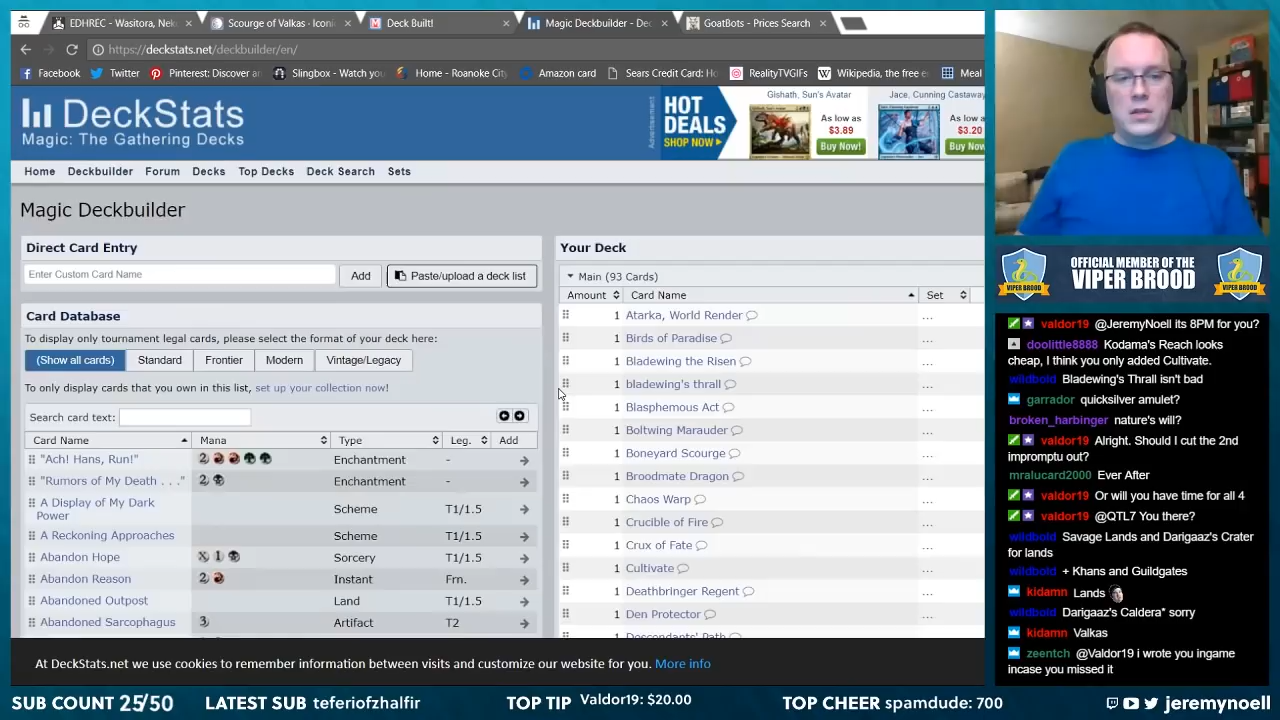 EDHREC - Wasitora, Nek
Scourge of Valkas - Iconi
Deck Built!
Magic Deckbuilder - Dec
GoatBots - Prices Search
https://deckstats.net/deckbuilder/en/
Facebook
Twitter
Pinterest: Discover a
Slingbox - Watch you
Home - Roanoke City
Amazon card
Sears Credit Card: Ho
RealityTVGIFs
Wikipedia, the free e
Meal
DeckStats
Magic: The Gathering Decks
Advertisement
HOT DEALS
SHOP NOW
Gishath, Sun's Avatar
As low as
$3.89
Buy Now!
Jace, Cunning Castaway
As low
$3.20
Buy Now
Home Deckbuilder Forum Decks Top Decks Deck Search Sets
Magic Deckbuilder
Direct Card Entry
Enter Custom Card Name
Add
Paste/upload a deck list
Card Database
To display only tournament legal cards, please select the format of your deck here:
(Show all cards) Standard Frontier Modern Vintage/Legacy
To only display cards that you own in this list, set up your collection now!
Search card text:
Card Name Mana Type Leg. Add
"Ach! Hans, Run!" 2 Enchantment -
"Rumors of My Death . . ." 2 Enchantment -
A Display of My Dark
Power Scheme T1/1.5
A Reckoning Approaches Scheme T1/1.5
Abandon Hope X 1 Sorcery T1/1.5
Abandon Reason 2 Instant Frn.
Abandoned Outpost Land T1/1.5
Abandoned Sarcophagus 3 Artifact T2
Your Deck
Main (93 Cards)
Amount Card Name Set
1 Atarka, World Render ...
1 Birds of Paradise ...
1 Bladewing the Risen ...
1 bladewing's thrall ...
1 Blasphemous Act ...
1 Boltwing Marauder ...
1 Boneyard Scourge ...
1 Broodmate Dragon ...
1 Chaos Warp ...
1 Crucible of Fire ...
1 Crux of Fate ...
1 Cultivate ...
1 Deathbringer Regent ...
1 Den Protector ...
Descendants' Path
At DeckStats.net we use cookies to remember information between visits and customize our website for you. More info
OFFICIAL MEMBER OF THE
VIPER BROOD
VIPER BROOD
VIPER BROOD
valdor19 @JeremyNoell its 8PM for you?
doolittle8888 Kodama's Reach looks
cheap, I think you only added Cultivate.
wildbold Bladewing's Thrall isn't bad
garrador quicksilver amulet?
broken_harbinger nature's will?
valdor19 Alright. Should I cut the 2nd
impromptu out?
mralucard2000 Ever After
valdor19 Or will you have time for all 4
valdor19 @QTL7 You there?
wildbold Savage Lands and Darigaaz's Crater
for lands
wildbold + Khans and Guildgates
kidamn Lands
wildbold Darigaaz's Caldera* sorry
kidamn Valkas
zeentch @Valdor19 i wrote you ingame
incase you missed it
SUB COUNT 25/50 LATEST SUB teferiofzhalfir TOP TIP Valdor19: $20.00 TOP CHEER spamdude: 700 jeremynoell